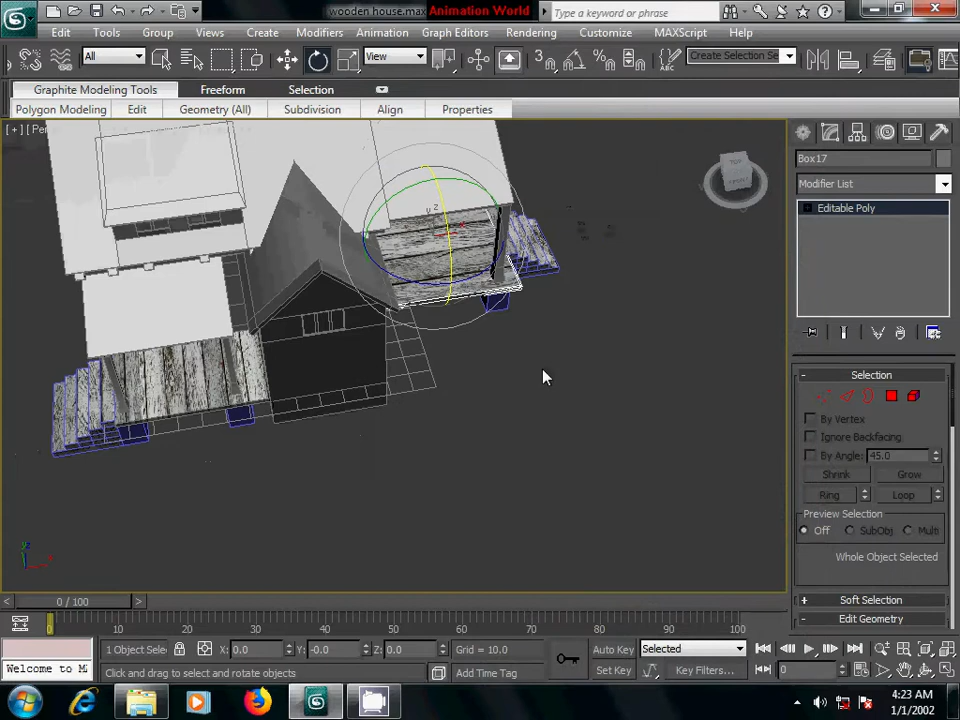 wooden house.max Animation World
Type a keyword or phrase
Edit Tools Group Views Create Modifiers Animation Graph Editors Rendering Customize MAXScript Help
All View 3 Create Selection Se
Graphite Modeling Tools Freeform Selection
Polygon Modeling Edit Geometry (All) Subdivision Align Properties
Box17
Modifier List
Editable Poly
Selection
By Vertex
Ignore Backfacing
By Angle: 45.0
Shrink Grow
Ring Loop
Preview Selection
Off SubObj Multi
Whole Object Selected
Soft Selection
Edit Geometry
0 / 100
0 10 20 30 40 50 60 70 80 90 100
1 Object Selec X: 0.0 Y: -0.0 Z: 0.0 Grid = 10.0 Auto Key Selected
Welcome to M Click and drag to select and rotate objects Add Time Tag Set Key Key Filters... 0
4:23 AM
1/1/2002